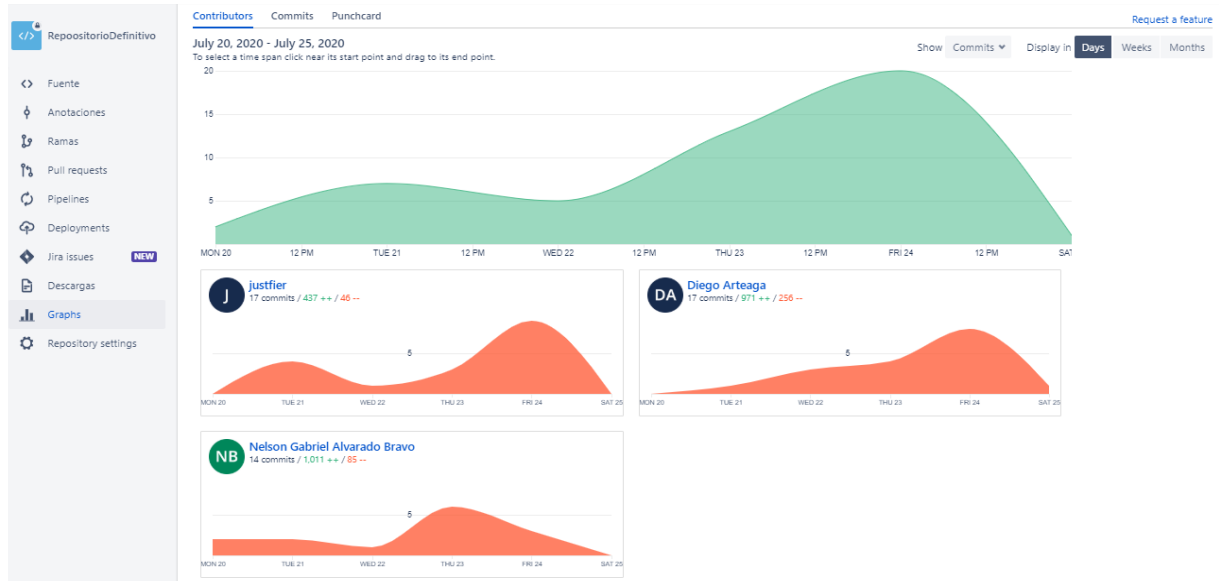 Contributors Commits Punchcard
Request a feature
</>
RepoositorioDefinitivo
July 20, 2020 - July 25, 2020
To select a time span click near its start point and drag to its end point.
Show Commits Display in Days Weeks Months
Fuente
Anotaciones
Ramas
Pull requests
Pipelines
Deployments
Jira issues NEW
Descargas
Graphs
Repository settings
20
15
10
5
MON 20 12 PM TUE 21 12 PM WED 22 12 PM THU 23 12 PM FRI 24 12 PM SAT
J
justfier
17 commits / 437 ++ / 46 --
5
MON 20 TUE 21 WED 22 THU 23 FRI 24 SAT 25
DA
Diego Arteaga
17 commits / 971 ++ / 256 --
5
MON 20 TUE 21 WED 22 THU 23 FRI 24 SAT 25
NB
Nelson Gabriel Alvarado Bravo
14 commits / 1,011 ++ / 85 --
5
MON 20 TUE 21 WED 22 THU 23 FRI 24 SAT 25